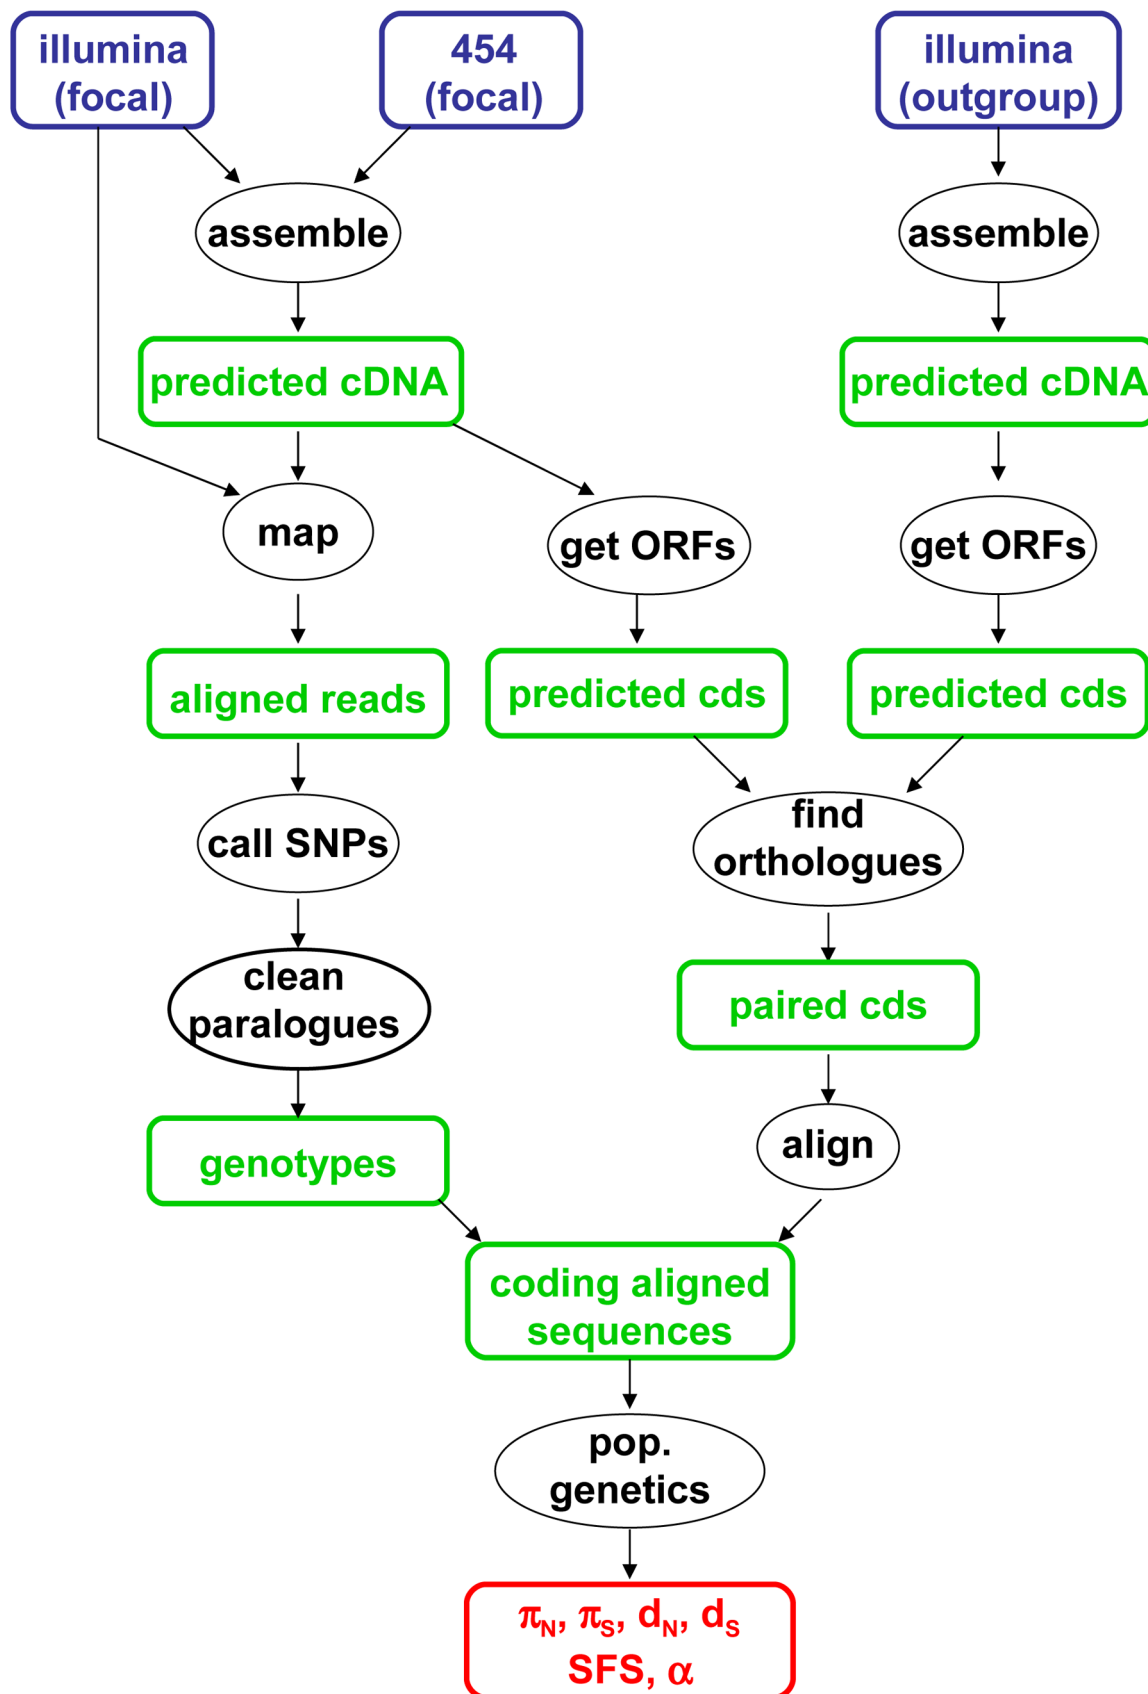 illumina
(focal)
454
(focal)
illumina
(outgroup)
assemble
assemble
predicted cDNA
predicted cDNA
map
get ORFs
get ORFs
aligned reads
predicted cds
predicted cds
call SNPs
find
orthologues
clean
paralogues
paired cds
align
genotypes
coding aligned
sequences
pop.
genetics
πN, πS, dN, dS
SFS, α